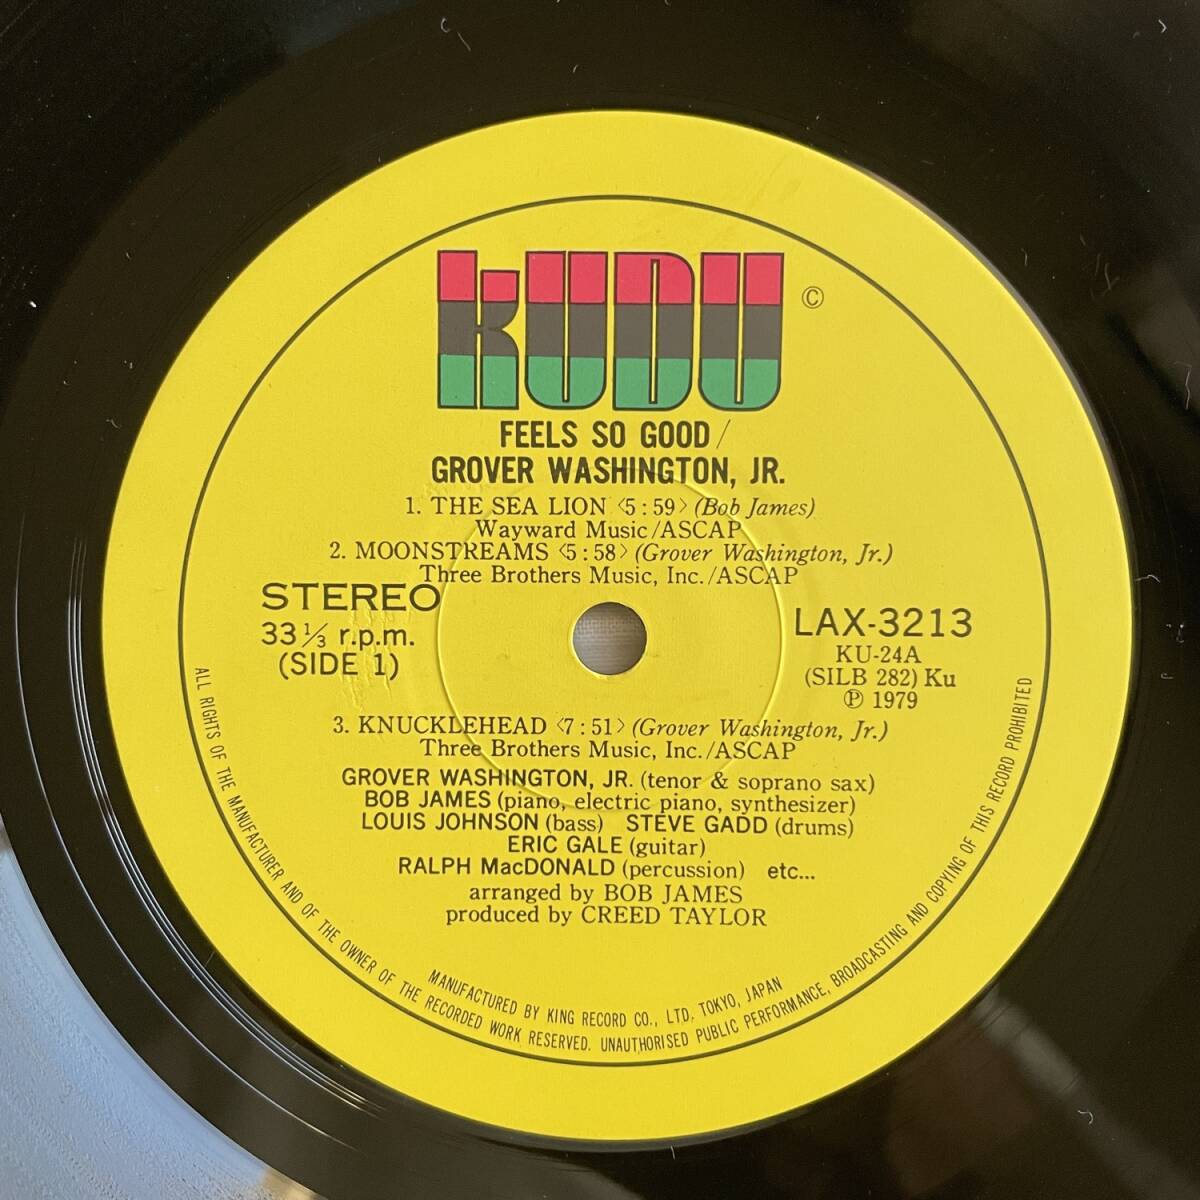 KUDU ©
FEELS SO GOOD/
GROVER WASHINGTON, JR.
1. THE SEA LION <5:59> (Bob James)
Wayward Music/ASCAP
2. MOONSTREAMS <5:58> (Grover Washington, Jr.)
Three Brothers Music, Inc./ASCAP
STEREO
33 1/3 r.p.m.
(SIDE 1)
LAX-3213
KU-24A
(SILB 282) Ku
℗ 1979
3. KNUCKLEHEAD <7:51> (Grover Washington, Jr.)
Three Brothers Music, Inc./ASCAP
GROVER WASHINGTON, JR. (tenor & soprano sax)
BOB JAMES (piano, electric piano, synthesizer)
LOUIS JOHNSON (bass) STEVE GADD (drums)
ERIC GALE (guitar)
RALPH MacDONALD (percussion) etc...
arranged by BOB JAMES
produced by CREED TAYLOR
MANUFACTURED BY KING RECORD CO., LTD. TOKYO, JAPAN
ALL RIGHTS OF THE MANUFACTURER AND OF THE OWNER OF THE RECORDED WORK RESERVED. UNAUTHORISED PUBLIC PERFORMANCE, BROADCASTING AND COPYING OF THIS RECORD PROHIBITED